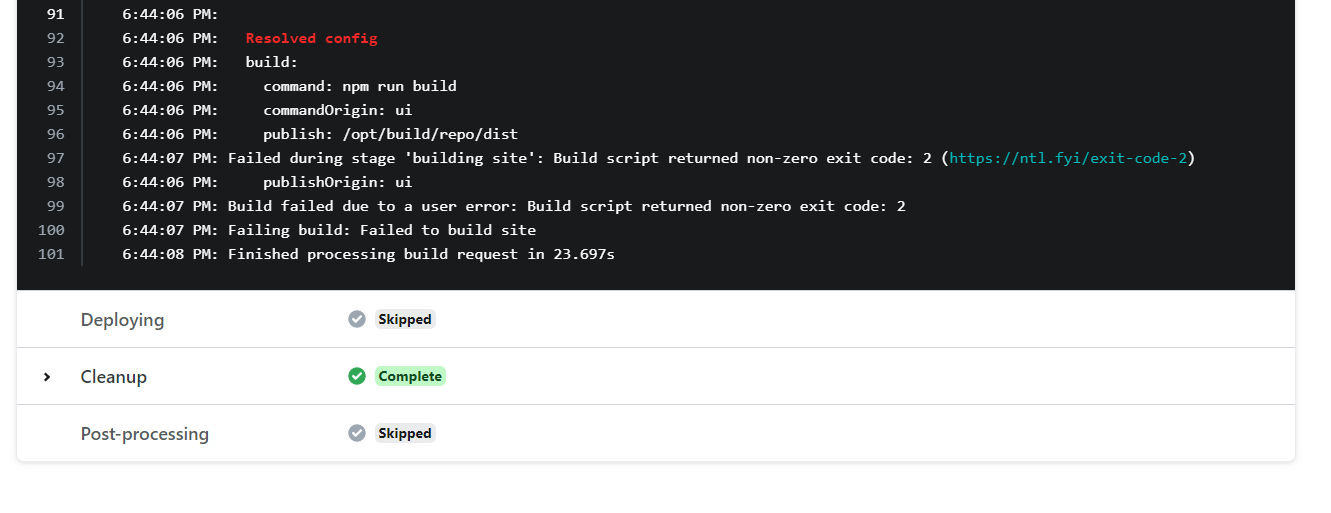 91 6:44:06 PM:
92 6:44:06 PM: Resolved config
93 6:44:06 PM: build:
94 6:44:06 PM: command: npm run build
95 6:44:06 PM: commandOrigin: ui
96 6:44:06 PM: publish: /opt/build/repo/dist
97 6:44:07 PM: Failed during stage 'building site': Build script returned non-zero exit code: 2 (https://ntl.fyi/exit-code-2)
98 6:44:06 PM: publishOrigin: ui
99 6:44:07 PM: Build failed due to a user error: Build script returned non-zero exit code: 2
100 6:44:07 PM: Failing build: Failed to build site
101 6:44:08 PM: Finished processing build request in 23.697s
Deploying Skipped
Cleanup Complete
Post-processing Skipped